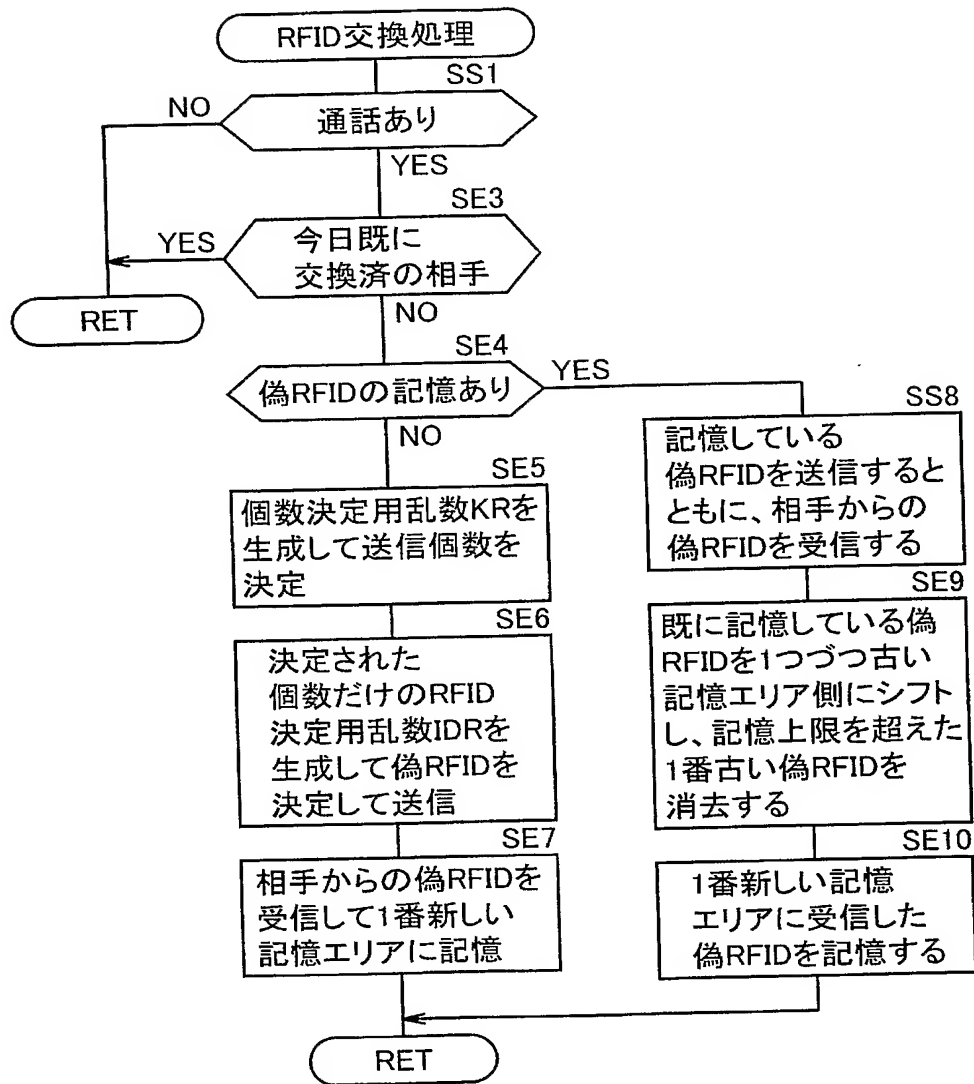 RFID交換処理
SS1
NO
通話あり
YES
SE3
YES
今日既に
交換済の相手
RET
NO
SE4
偽RFIDの記憶あり
YES
NO
SE5
個数決定用乱数KRを
生成して送信個数を
決定
SE6
決定された
個数だけのRFID
決定用乱数IDRを
生成して偽RFIDを
決定して送信
SE7
相手からの偽RFIDを
受信して1番新しい
記憶エリアに記憶
SS8
記憶している
偽RFIDを送信すると
ともに、相手からの
偽RFIDを受信する
SE9
既に記憶している偽
RFIDを1つづつ古い
記憶エリア側にシフト
し、記憶上限を超えた
1番古い偽RFIDを
消去する
SE10
1番新しい記憶
エリアに受信した
偽RFIDを記憶する
RET